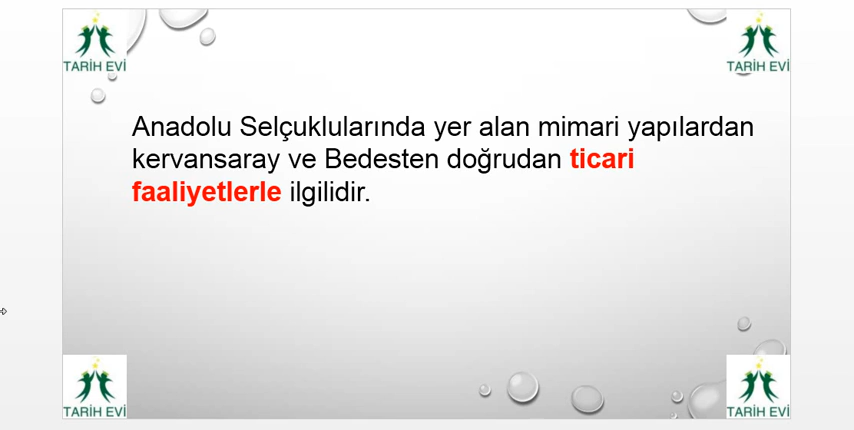 TARİH EVİ
TARİH EVİ
Anadolu Selçuklularında yer alan mimari yapılardan
kervansaray ve Bedesten doğrudan ticari
faaliyetlerle ilgilidir.
TARİH EVİ
TARİH EVİ